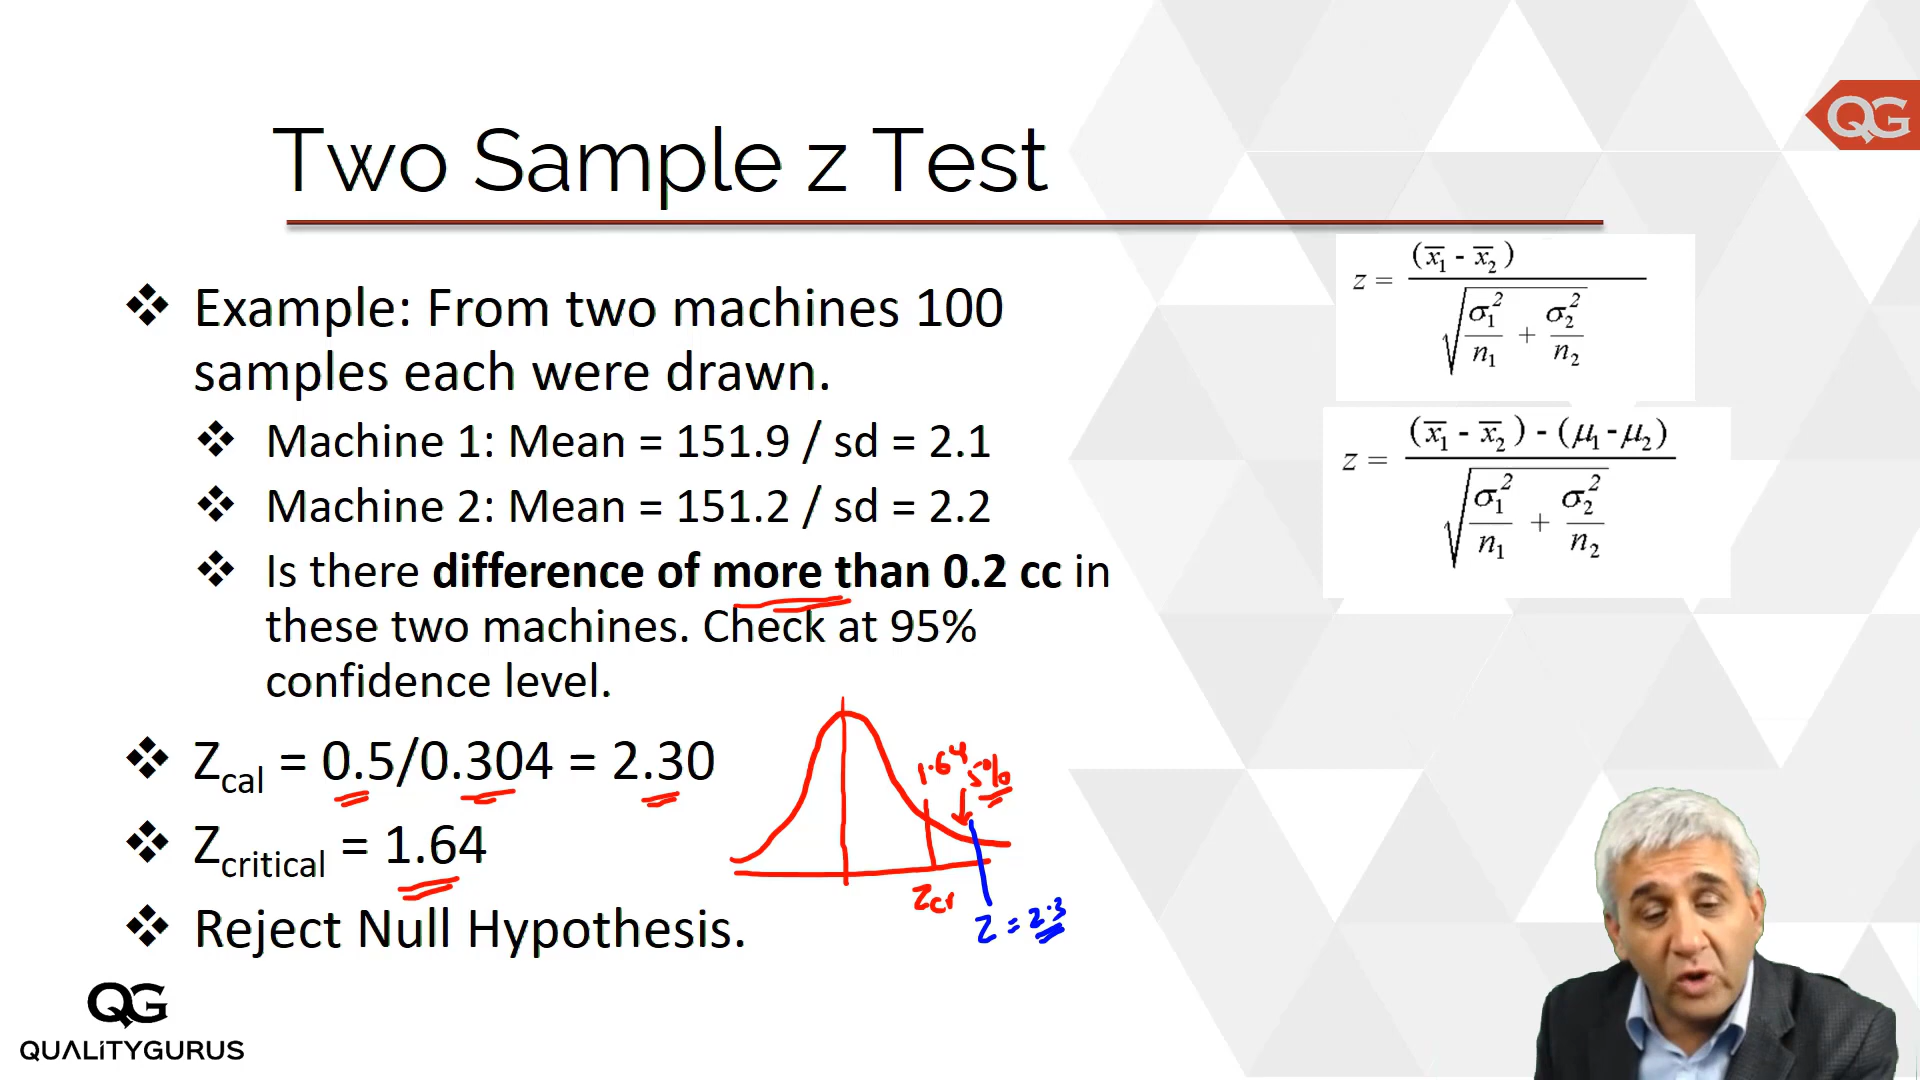 QG
Two Sample z Test
❖ Example: From two machines 100
samples each were drawn.
❖ Machine 1: Mean = 151.9 / sd = 2.1
❖ Machine 2: Mean = 151.2 / sd = 2.2
❖ Is there difference of more than 0.2 cc in
these two machines. Check at 95%
confidence level.
❖ Zcal = 0.5/0.304 = 2.30
❖ Zcritical = 1.64
❖ Reject Null Hypothesis.
z = (x̄₁ - x̄₂) / √(σ₁²/n₁ + σ₂²/n₂)
z = (x̄₁ - x̄₂) - (μ₁ - μ₂) / √(σ₁²/n₁ + σ₂²/n₂)
1.64
5%
Zcr
Z = 2.3
QG
QUALITYGURUS